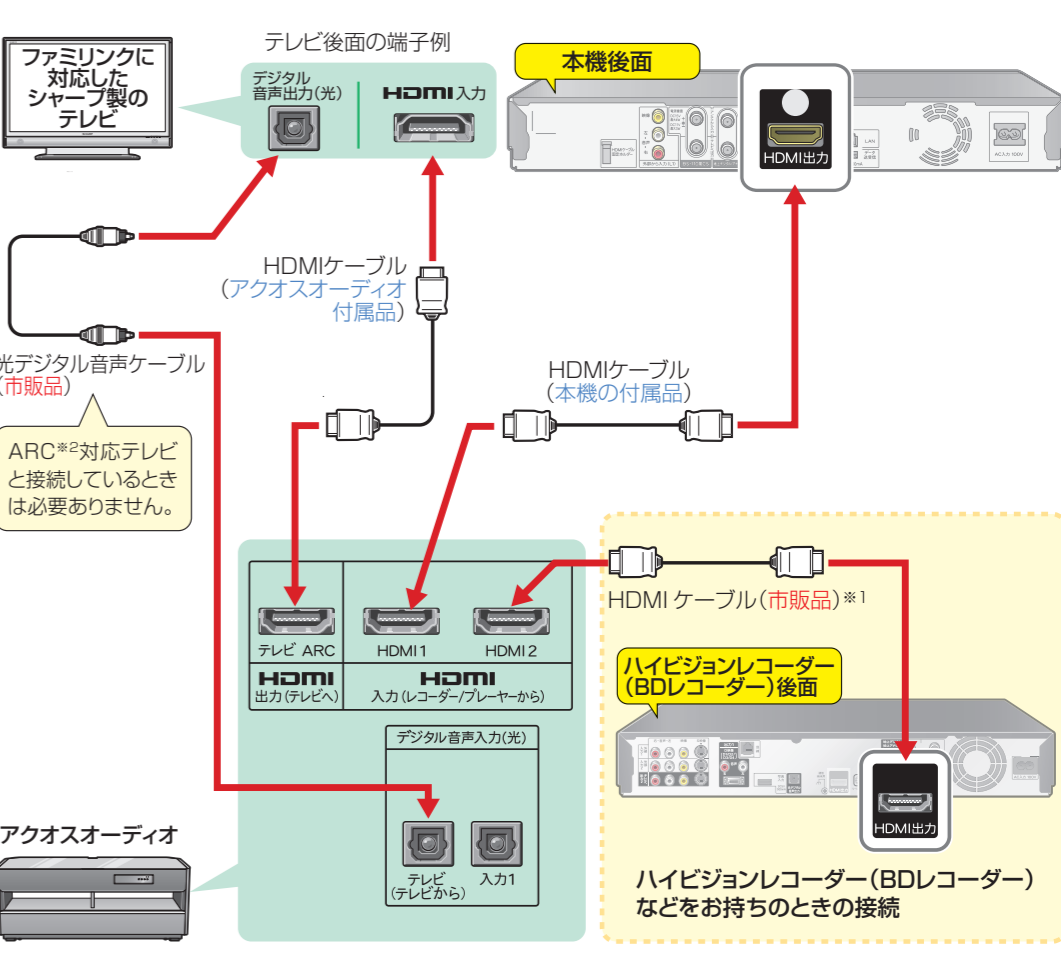 ファミリンクに
対応した
シャープ製の
テレビ
テレビ後面の端子例
デジタル
音声出力(光)
HDMI 入力
本機後面
HDMI出力
LAN
AC入力 100V
HDMIケーブル
(アクオスオーディオ
付属品)
光デジタル音声ケーブル
(市販品)
ARC※2対応テレビ
と接続しているとき
は必要ありません。
HDMIケーブル
(本機の付属品)
テレビ ARC
HDMI1
HDMI2
HDMI
出力(テレビへ)
HDMI
入力(レコーダー/プレーヤーから)
デジタル音声入力(光)
テレビ
(テレビから)
入力1
アクオスオーディオ
HDMI ケーブル(市販品)※1
ハイビジョンレコーダー
(BDレコーダー)後面
HDMI出力
ハイビジョンレコーダー(BDレコーダー)
などをお持ちのときの接続